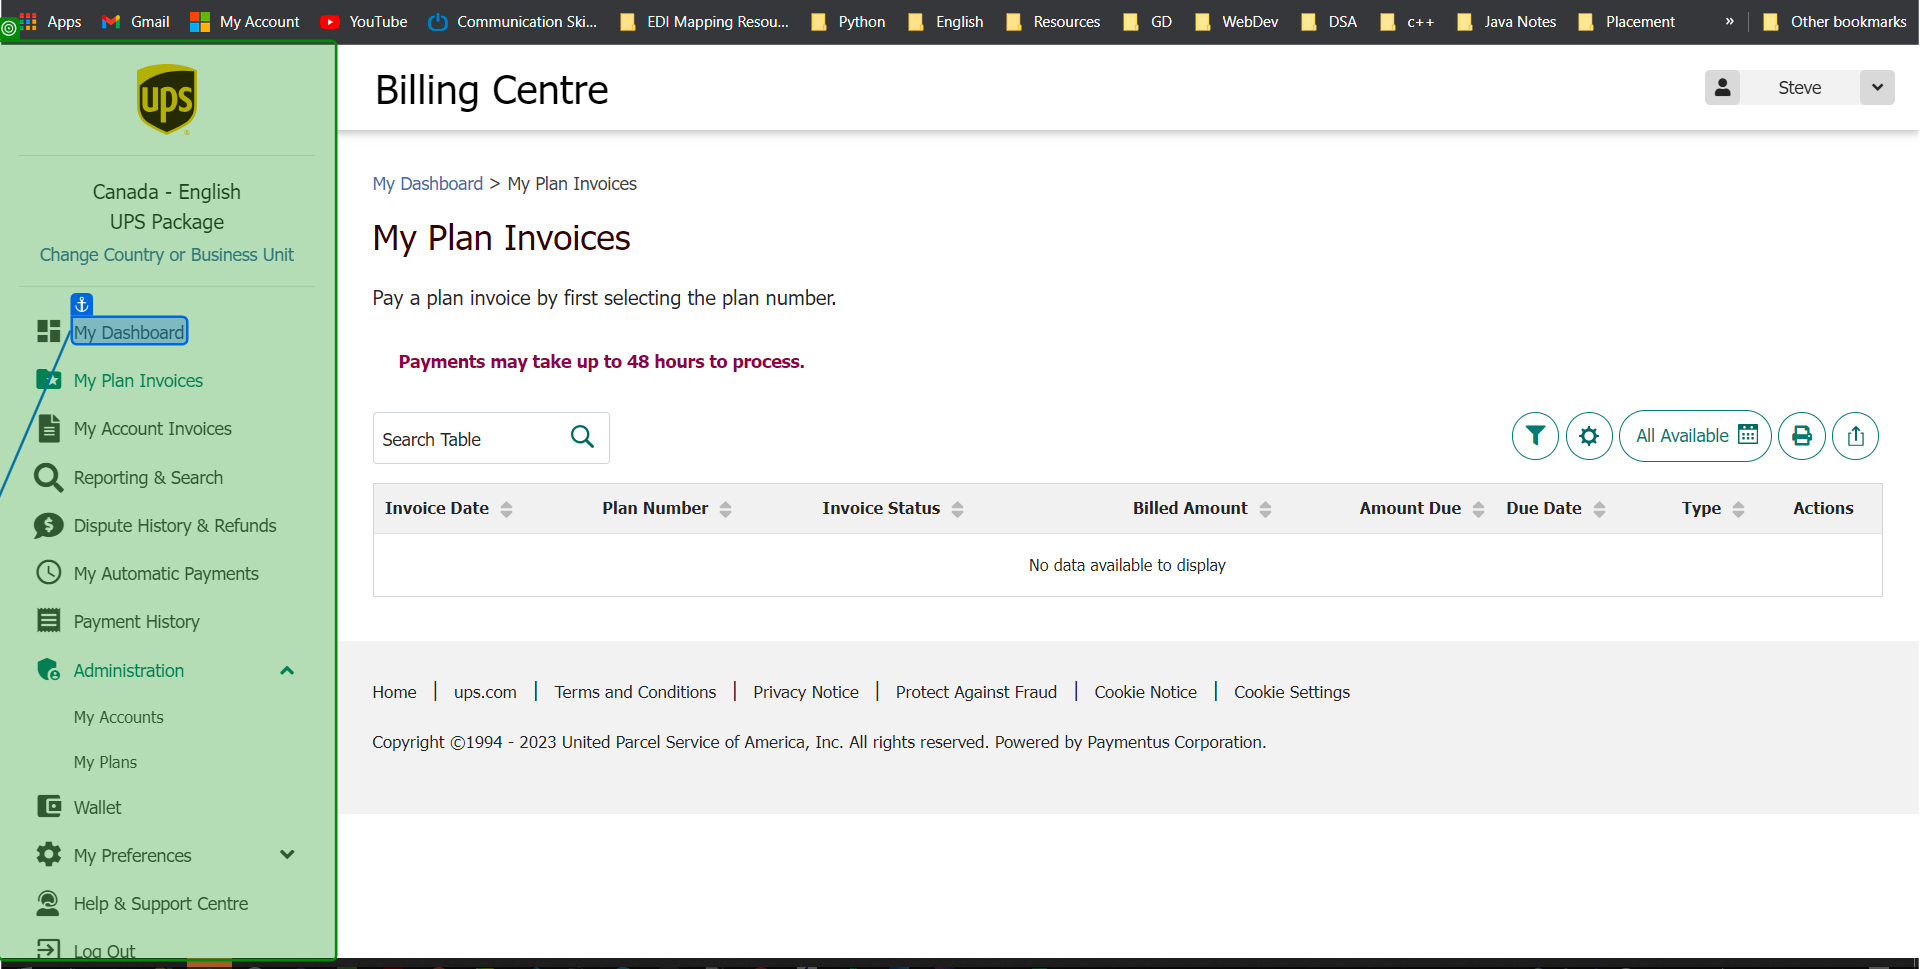 Apps Gmail My Account YouTube Communication Ski... EDI Mapping Resou... Python English Resources GD WebDev DSA c++ Java Notes Placement » Other bookmarks
ups
Canada - English
UPS Package
Change Country or Business Unit
My Dashboard
My Plan Invoices
My Account Invoices
Reporting & Search
Dispute History & Refunds
My Automatic Payments
Payment History
Administration
My Accounts
My Plans
Wallet
My Preferences
Help & Support Centre
Log Out
Billing Centre
Steve
My Dashboard > My Plan Invoices
My Plan Invoices
Pay a plan invoice by first selecting the plan number.
Payments may take up to 48 hours to process.
Search Table
All Available
Invoice Date Plan Number Invoice Status Billed Amount Amount Due Due Date Type Actions
No data available to display
Home | ups.com | Terms and Conditions | Privacy Notice | Protect Against Fraud | Cookie Notice | Cookie Settings
Copyright ©1994 - 2023 United Parcel Service of America, Inc. All rights reserved. Powered by Paymentus Corporation.